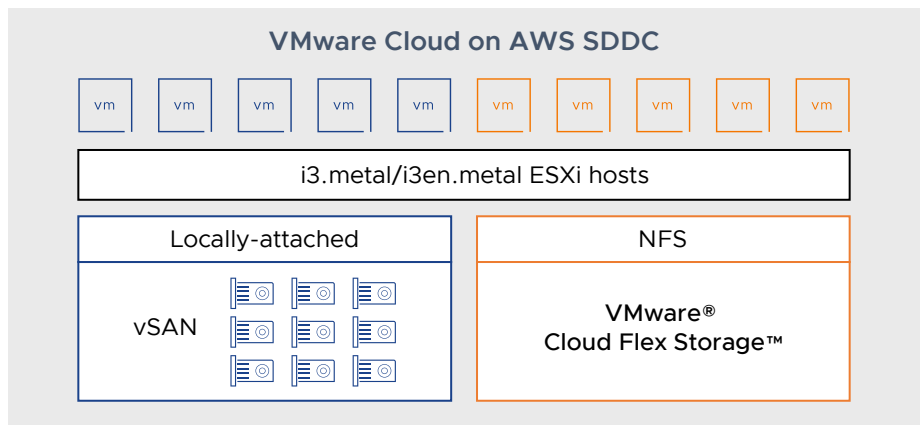 VMware Cloud on AWS SDDC
vm vm vm vm vm vm vm vm vm vm
i3.metal/i3en.metal ESXi hosts
Locally-attached
vSAN
NFS
VMware®
Cloud Flex Storage™